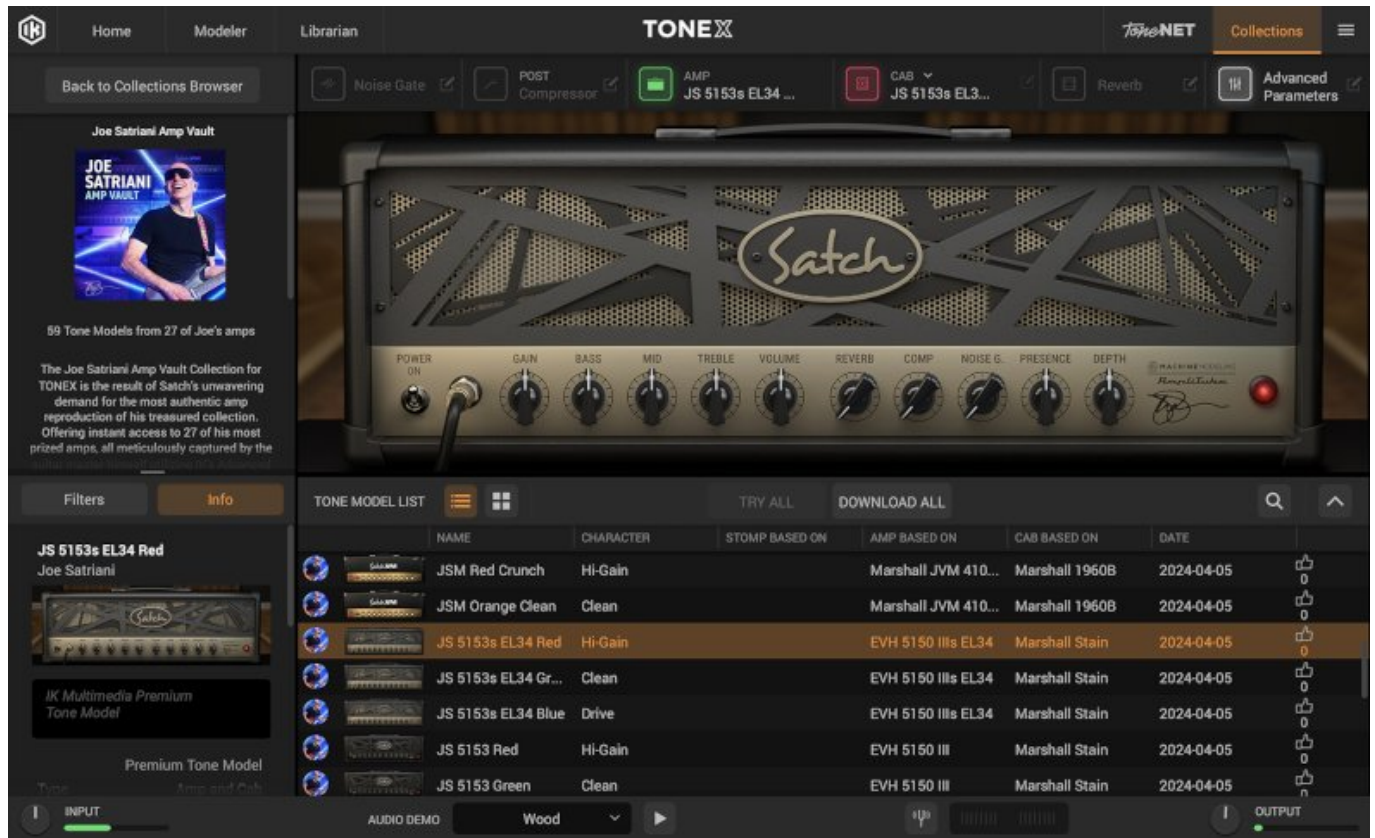 Home Modeler Librarian TONEX ToneNET Collections
Back to Collections Browser
Noise Gate
POST
Compressor
AMP
JS 5153s EL34 ...
CAB
JS 5153s EL3...
Reverb
Advanced
Parameters
Joe Satriani Amp Vault
JOE
SATRIANI
AMP VAULT
59 Tone Models from 27 of Joe's amps
The Joe Satriani Amp Vault Collection for
TONEX is the result of Satch's unwavering
demand for the most authentic amp
reproduction of his treasured collection.
Offering instant access to 27 of his most
prized amps, all meticulously captured by the
Satch
POWER
ON
GAIN BASS MID TREBLE VOLUME REVERB COMP NOISE G. PRESENCE DEPTH
MACHINE MODELING
AmpliTube
Filters Info
JS 5153s EL34 Red
Joe Satriani
Satch
IK Multimedia Premium
Tone Model
Premium Tone Model
Type Amp and Cab
TONE MODEL LIST TRY ALL DOWNLOAD ALL
NAME CHARACTER STOMP BASED ON AMP BASED ON CAB BASED ON DATE
JSM Red Crunch Hi-Gain Marshall JVM 410... Marshall 1960B 2024-04-05 0
JSM Orange Clean Clean Marshall JVM 410... Marshall 1960B 2024-04-05 0
JS 5153s EL34 Red Hi-Gain EVH 5150 IIIs EL34 Marshall Stain 2024-04-05 0
JS 5153s EL34 Gr... Clean EVH 5150 IIIs EL34 Marshall Stain 2024-04-05 0
JS 5153s EL34 Blue Drive EVH 5150 IIIs EL34 Marshall Stain 2024-04-05 0
JS 5153 Red Hi-Gain EVH 5150 III Marshall Stain 2024-04-05 0
JS 5153 Green Clean EVH 5150 III Marshall Stain 2024-04-05 0
INPUT AUDIO DEMO Wood OUTPUT